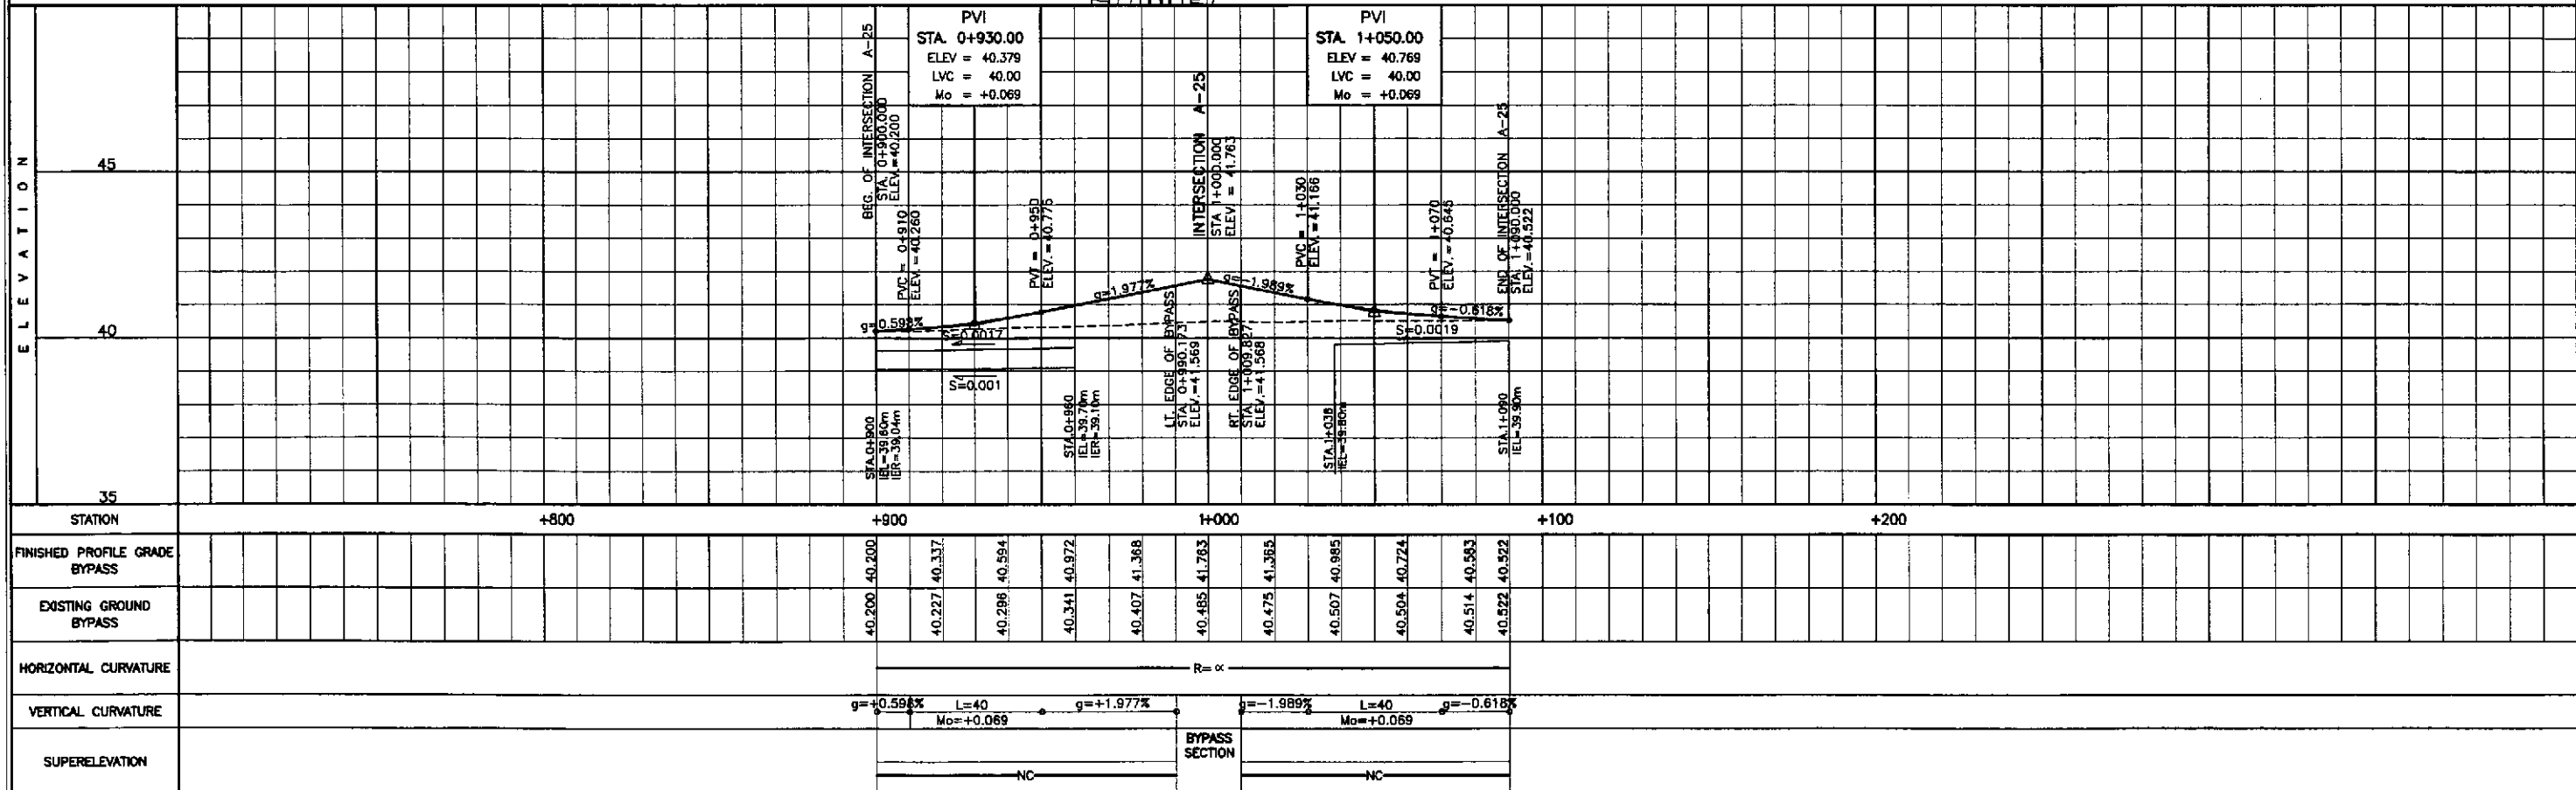 PVI
STA. 0+930.00
ELEV = 40.379
LVC = 40.00
Mo = +0.069
PVI
STA. 1+050.00
ELEV = 40.769
LVC = 40.00
Mo = +0.069
BEG. OF INTERSECTION A-25
STA. 0+900.000
ELEV.=40.200
PVC = 0+910
ELEV. =40.260
PVT = 0+950
ELEV. =40.775
INTERSECTION A-25
STA 1+000.000
ELEV. = 41.763
PVC = 1+030
ELEV.=41.166
PVT = 1+070
ELEV. =40.645
END OF INTERSECTION A-25
STA. 1+090.000
ELEV.=40.522
ELEVATION
45
40
35
g=0.598%
g=1.977%
g=-1.989%
g=-0.618%
S=0.0017
S=0.001
S=0.0019
STA.0+900
IEL=39.60m
IER=39.04m
STA.0+960
IEL=39.70m
IER=39.10m
LT. EDGE OF BYPASS
STA. 0+990.173
ELEV.=41.569
RT. EDGE OF BYPASS
STA. 1+009.827
ELEV.=41.568
STA.1+038
IEL=39.80m
STA.1+090
IEL=39.90m
STATION +800 +900 1+000 +100 +200
FINISHED PROFILE GRADE
BYPASS
40.200 40.337 40.594 40.972 41.368 41.763 41.365 40.985 40.724 40.583 40.522
EXISTING GROUND
BYPASS
40.200 40.227 40.296 40.341 40.407 40.485 40.475 40.507 40.504 40.514 40.522
HORIZONTAL CURVATURE R= ∝
VERTICAL CURVATURE g=+0.598% L=40 g=+1.977% g=-1.989% L=40 g=-0.618%
Mo=+0.069 Mo=+0.069
SUPERELEVATION
BYPASS
SECTION
NC NC